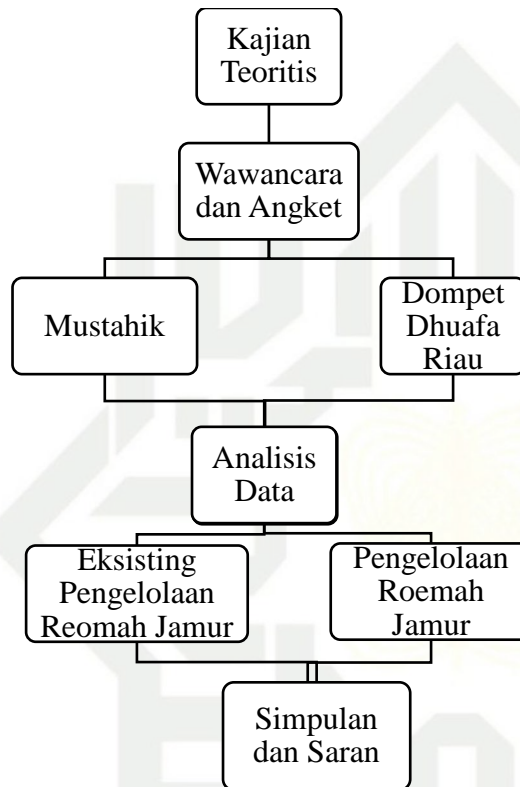 Kajian
Teoritis
Wawancara
dan Angket
Mustahik
Dompet
Dhuafa
Riau
Analisis
Data
Eksisting
Pengelolaan
Reomah Jamur
Pengelolaan
Roemah
Jamur
Simpulan
dan Saran